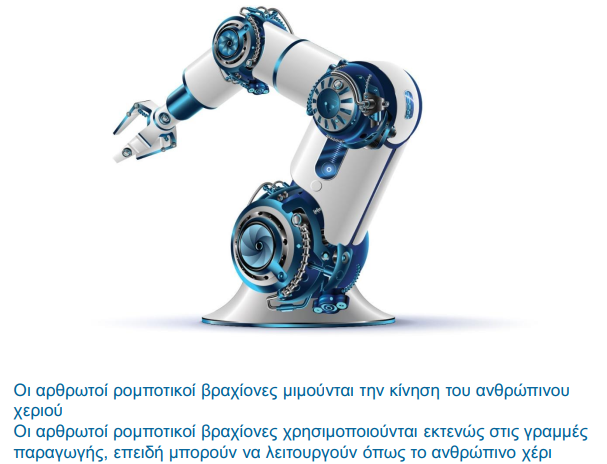 Οι αρθρωτοί ρομποτικοί βραχίονες μιμούνται την κίνηση του ανθρώπινου
χεριού
Οι αρθρωτοί ρομποτικοί βραχίονες χρησιμοποιούνται εκτενώς στις γραμμές
παραγωγής, επειδή μπορούν να λειτουργούν όπως το ανθρώπινο χέρι